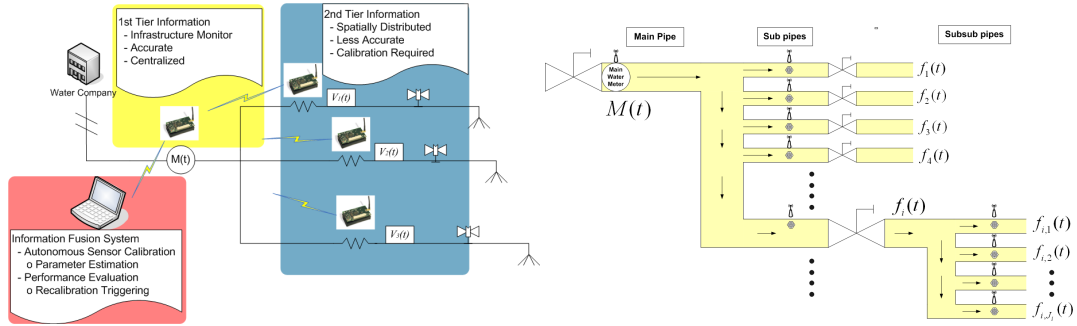 1st Tier Information
- Infrastructure Monitor
- Accurate
- Centralized
2nd Tier Information
- Spatially Distributed
- Less Accurate
- Calibration Required
Water Company
M(t)
V₁(t)
V₂(t)
V₃(t)
Information Fusion System
- Autonomous Sensor Calibration
o Parameter Estimation
- Performance Evaluation
o Recalibration Triggering
Main Pipe
Sub pipes
"
Subsub pipes
Main
Water
Meter
M(t)
f₁(t)
f₂(t)
f₃(t)
f₄(t)
fᵢ(t)
fᵢ,₁(t)
fᵢ,₂(t)
fᵢ,Jᵢ(t)